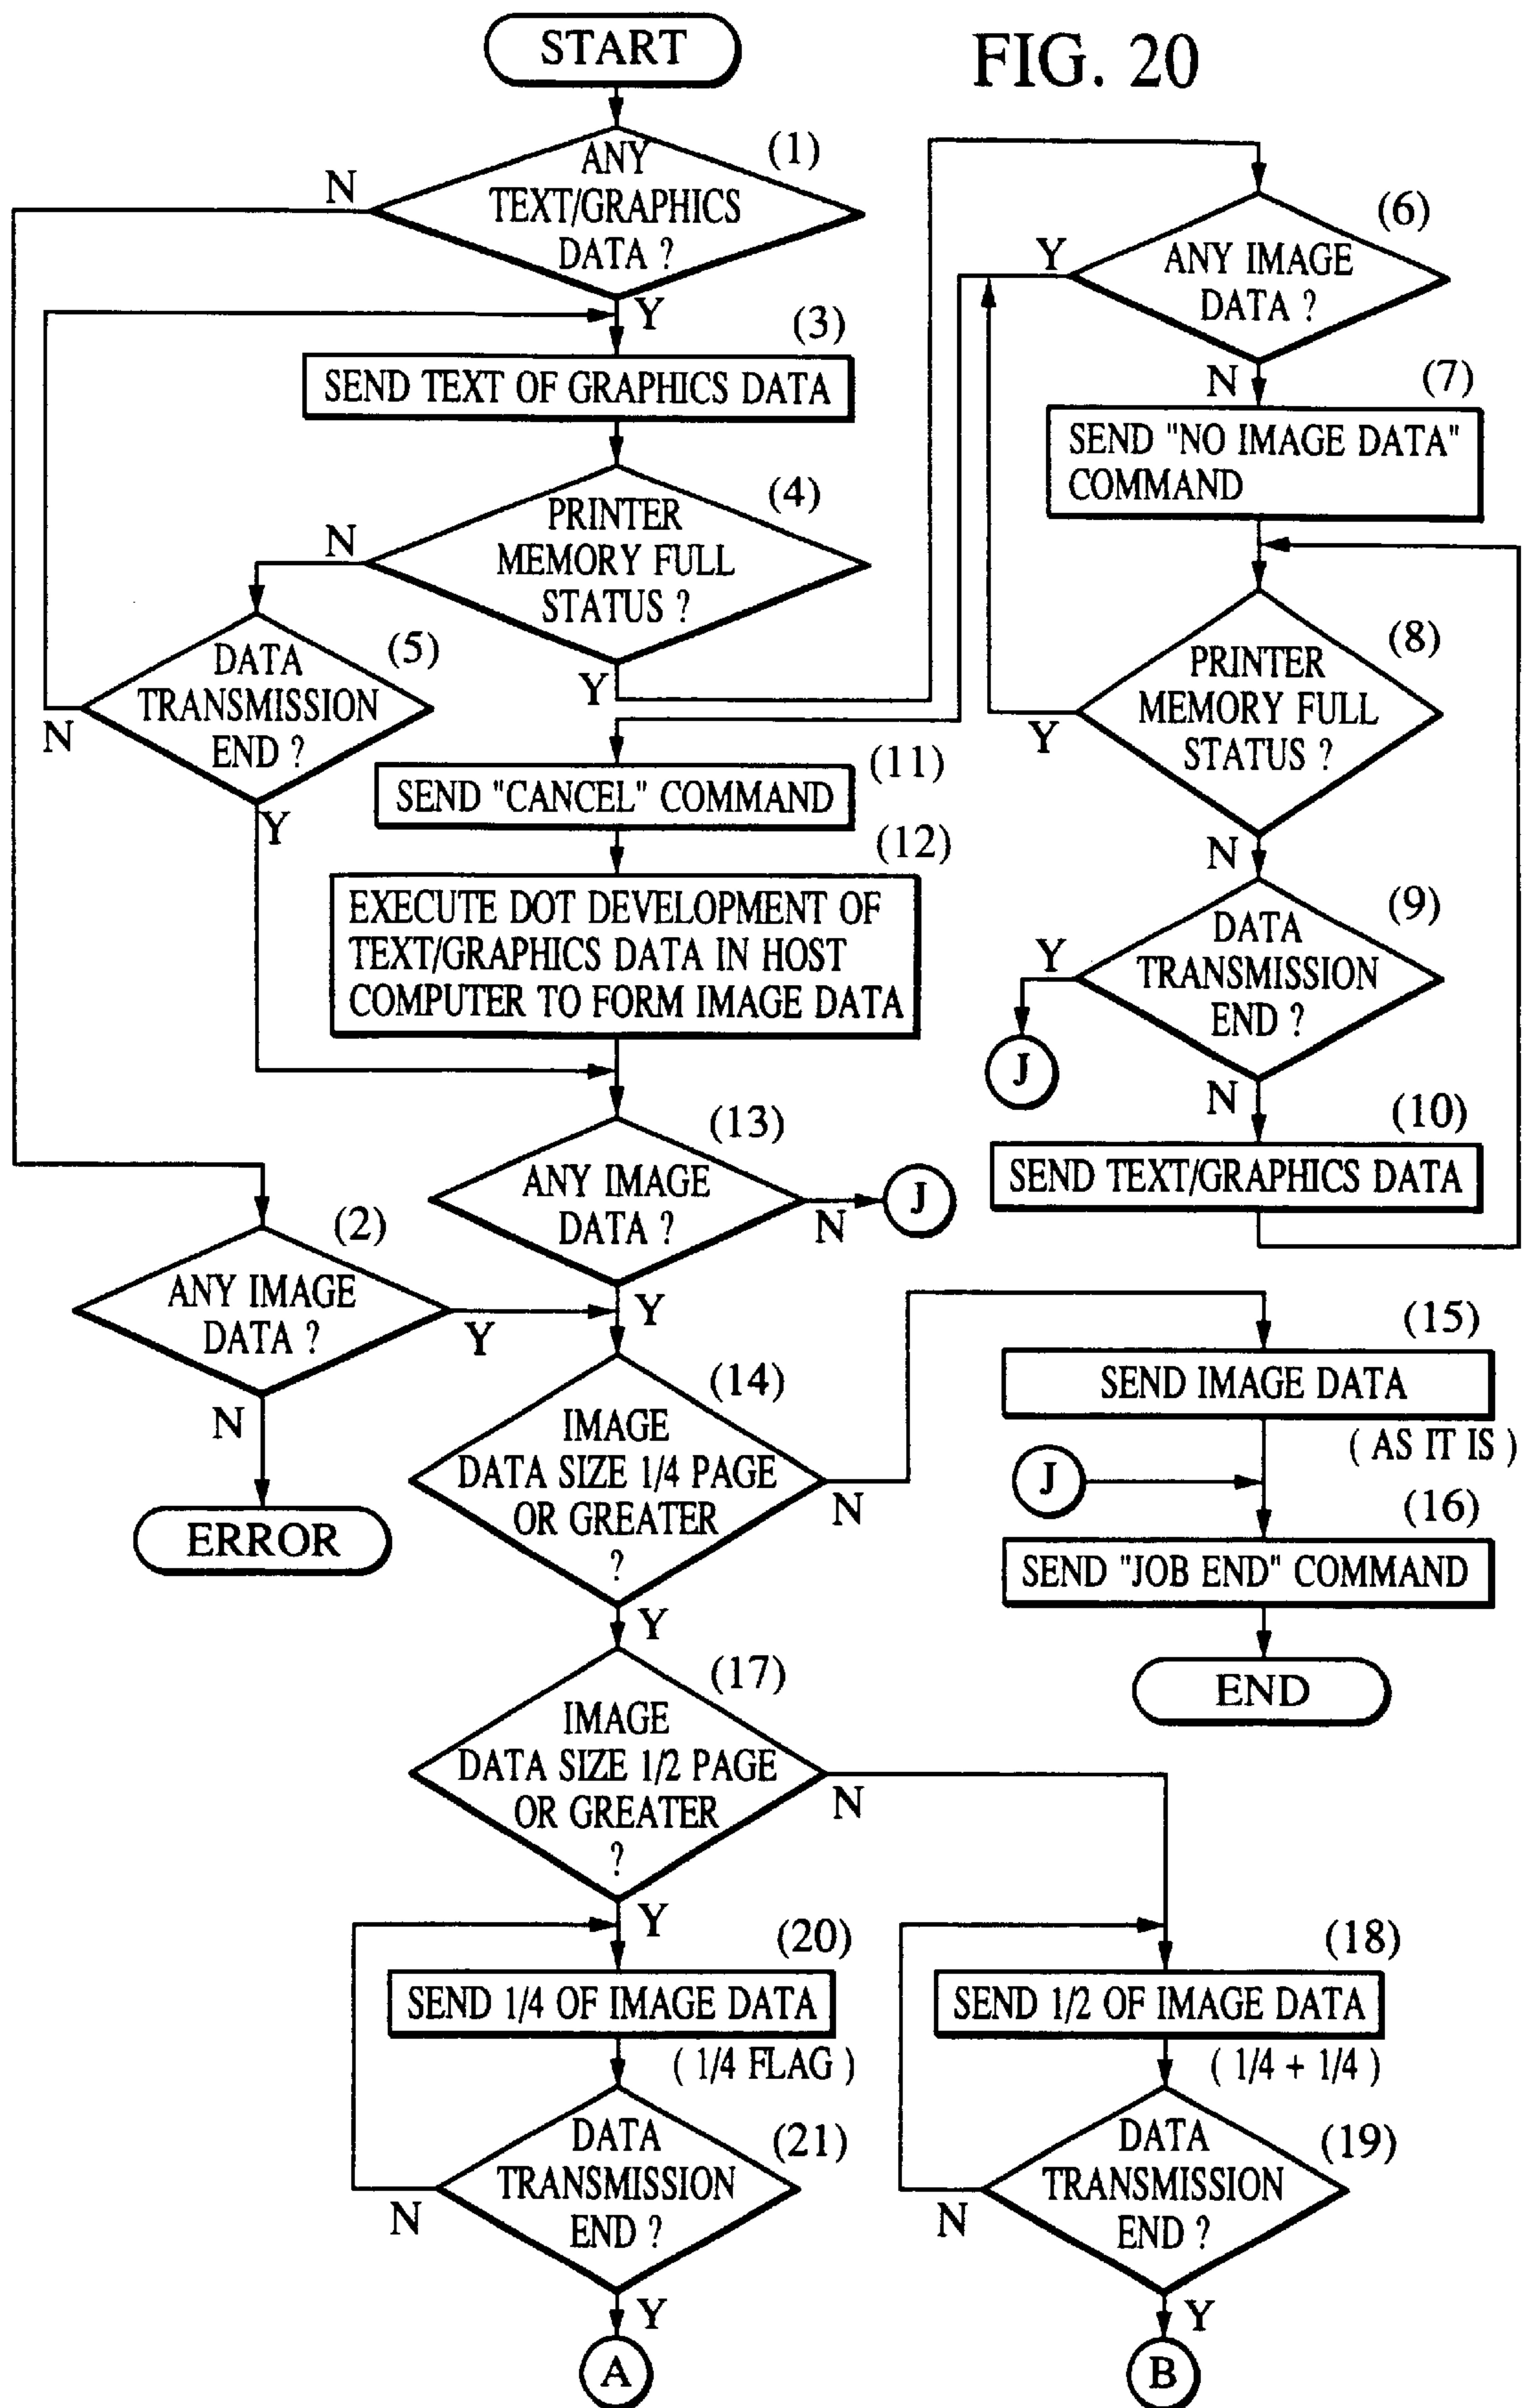 FIG. 20
START
(1)
ANY
TEXT/GRAPHICS
DATA ?
N
Y
(3)
SEND TEXT OF GRAPHICS DATA
(4)
PRINTER
MEMORY FULL
STATUS ?
N
Y
(5)
DATA
TRANSMISSION
END ?
N
Y
(6)
ANY IMAGE
DATA ?
Y
N
(7)
SEND "NO IMAGE DATA"
COMMAND
(8)
PRINTER
MEMORY FULL
STATUS ?
Y
N
(9)
DATA
TRANSMISSION
END ?
Y
J
N
(10)
SEND TEXT/GRAPHICS DATA
(11)
SEND "CANCEL" COMMAND
(12)
EXECUTE DOT DEVELOPMENT OF
TEXT/GRAPHICS DATA IN HOST
COMPUTER TO FORM IMAGE DATA
(13)
ANY IMAGE
DATA ?
N
J
Y
(2)
ANY IMAGE
DATA ?
Y
N
ERROR
(14)
IMAGE
DATA SIZE 1/4 PAGE
OR GREATER
?
N
Y
(15)
SEND IMAGE DATA
( AS IT IS )
J
(16)
SEND "JOB END" COMMAND
END
(17)
IMAGE
DATA SIZE 1/2 PAGE
OR GREATER
?
N
Y
(20)
SEND 1/4 OF IMAGE DATA
( 1/4 FLAG )
(21)
DATA
TRANSMISSION
END ?
N
Y
A
(18)
SEND 1/2 OF IMAGE DATA
( 1/4 + 1/4 )
(19)
DATA
TRANSMISSION
END ?
N
Y
B